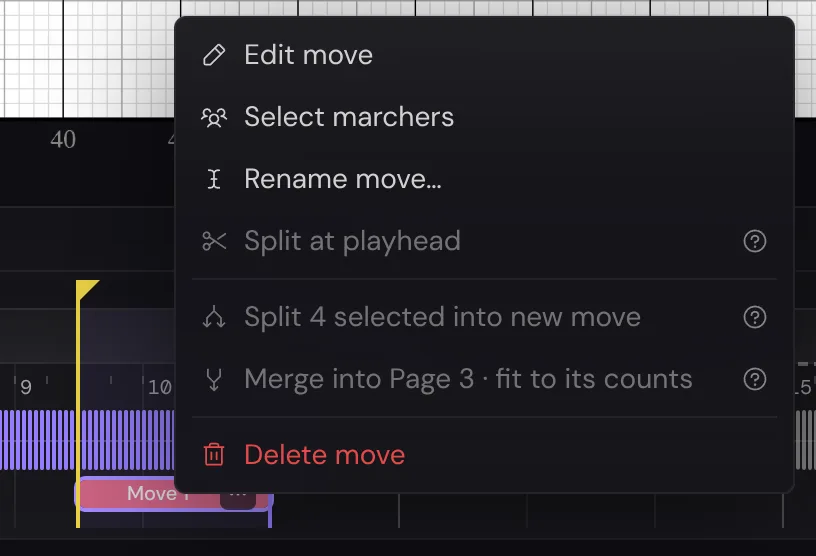 Edit move
Select marchers
40
Rename move...
Split at playhead
Split 4 selected into new move
Merge into Page 3 · fit to its counts
9
10
Delete move
Move
...